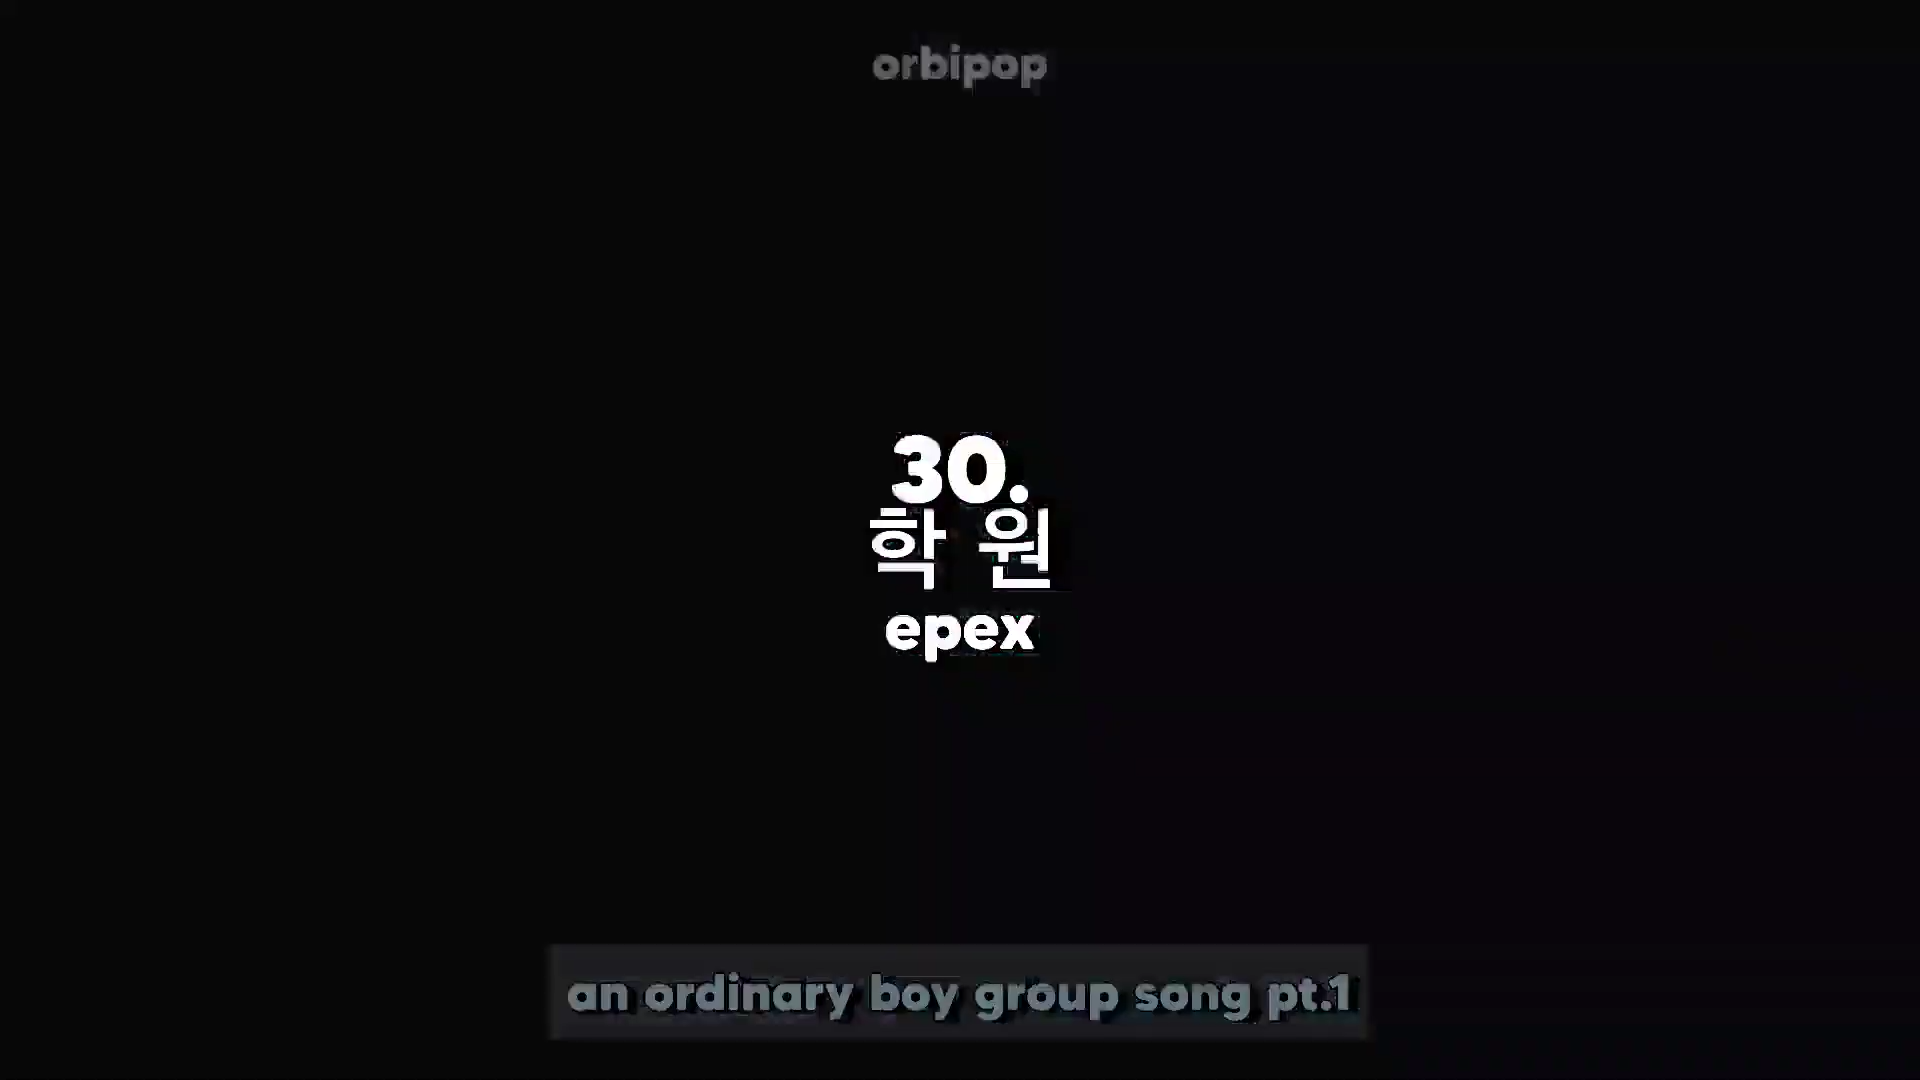 orbipop
30.
학원
epex
an ordinary boy group song pt.1